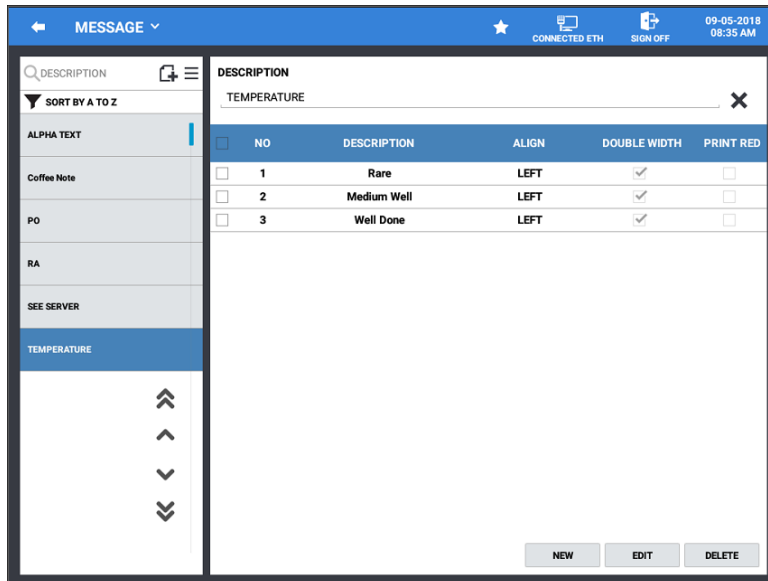 MESSAGE
CONNECTED ETH
SIGN OFF
09-05-2018
08:35 AM
DESCRIPTION
SORT BY A TO Z
ALPHA TEXT
Coffee Note
PO
RA
SEE SERVER
TEMPERATURE
DESCRIPTION
TEMPERATURE
NO DESCRIPTION ALIGN DOUBLE WIDTH PRINT RED
1 Rare LEFT
2 Medium Well LEFT
3 Well Done LEFT
NEW EDIT DELETE